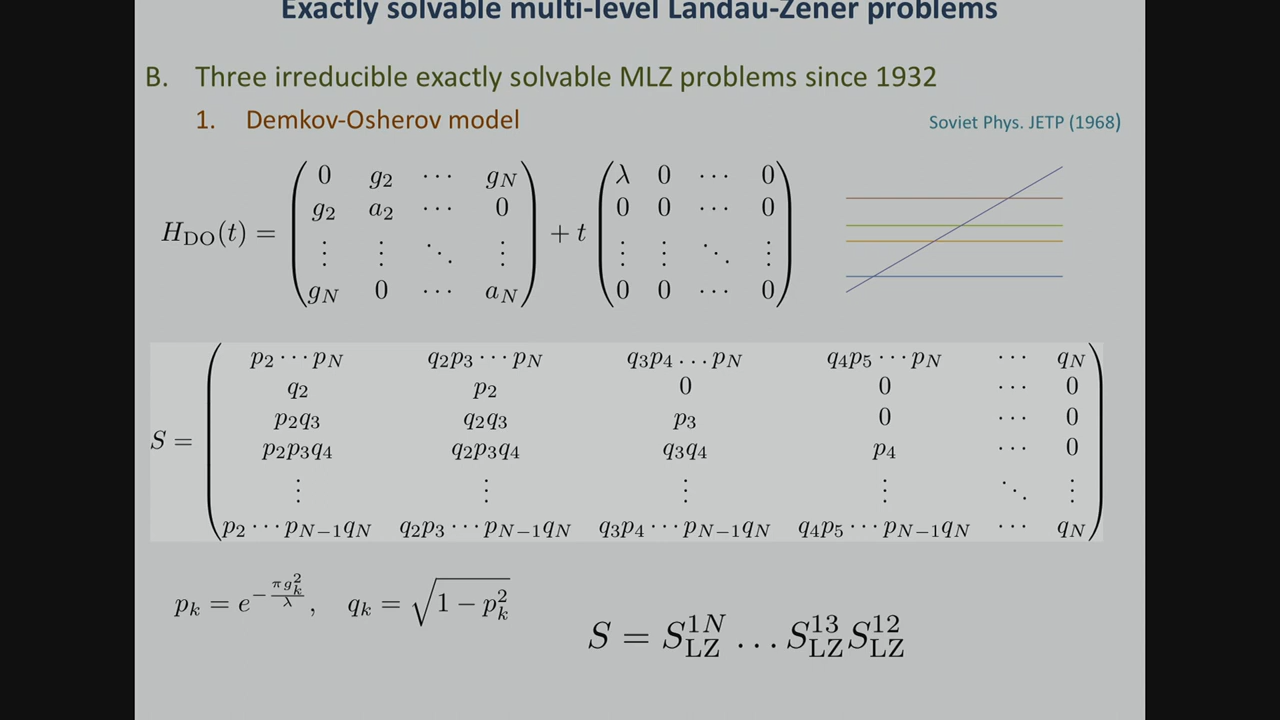 Exactly solvable multi-level Landau-Zener problems
B. Three irreducible exactly solvable MLZ problems since 1932
1. Demkov-Osherov model
Soviet Phys. JETP (1968)
H_DO(t) = ( 0 g_2 ⋯ g_N ; g_2 a_2 ⋯ 0 ; ⋮ ⋮ ⋱ ⋮ ; g_N 0 ⋯ a_N ) + t ( λ 0 ⋯ 0 ; 0 0 ⋯ 0 ; ⋮ ⋮ ⋱ ⋮ ; 0 0 ⋯ 0 )
S = ( p_2 ⋯ p_N q_2p_3 ⋯ p_N q_3p_4 … p_N q_4p_5 ⋯ p_N ⋯ q_N
q_2 p_2 0 0 ⋯ 0
p_2q_3 q_2q_3 p_3 0 ⋯ 0
p_2p_3q_4 q_2p_3q_4 q_3q_4 p_4 ⋯ 0
⋮ ⋮ ⋮ ⋮ ⋱ ⋮
p_2 ⋯ p_{N−1}q_N q_2p_3 ⋯ p_{N−1}q_N q_3p_4 ⋯ p_{N−1}q_N q_4p_5 ⋯ p_{N−1}q_N ⋯ q_N )
p_k = e^{−πg_k^2/λ}, q_k = √(1 − p_k^2)
S = S_LZ^{1N} … S_LZ^{13} S_LZ^{12}